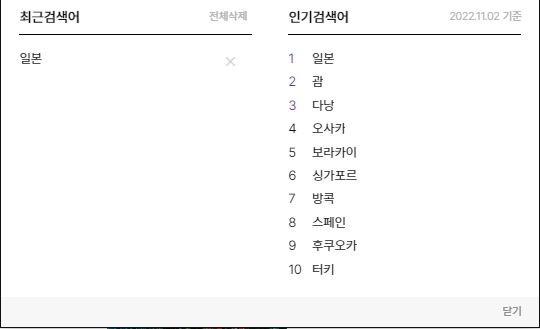 최근검색어 전체삭제
일본
인기검색어 2022.11.02 기준
1 일본
2 괌
3 다낭
4 오사카
5 보라카이
6 싱가포르
7 방콕
8 스페인
9 후쿠오카
10 터키
닫기